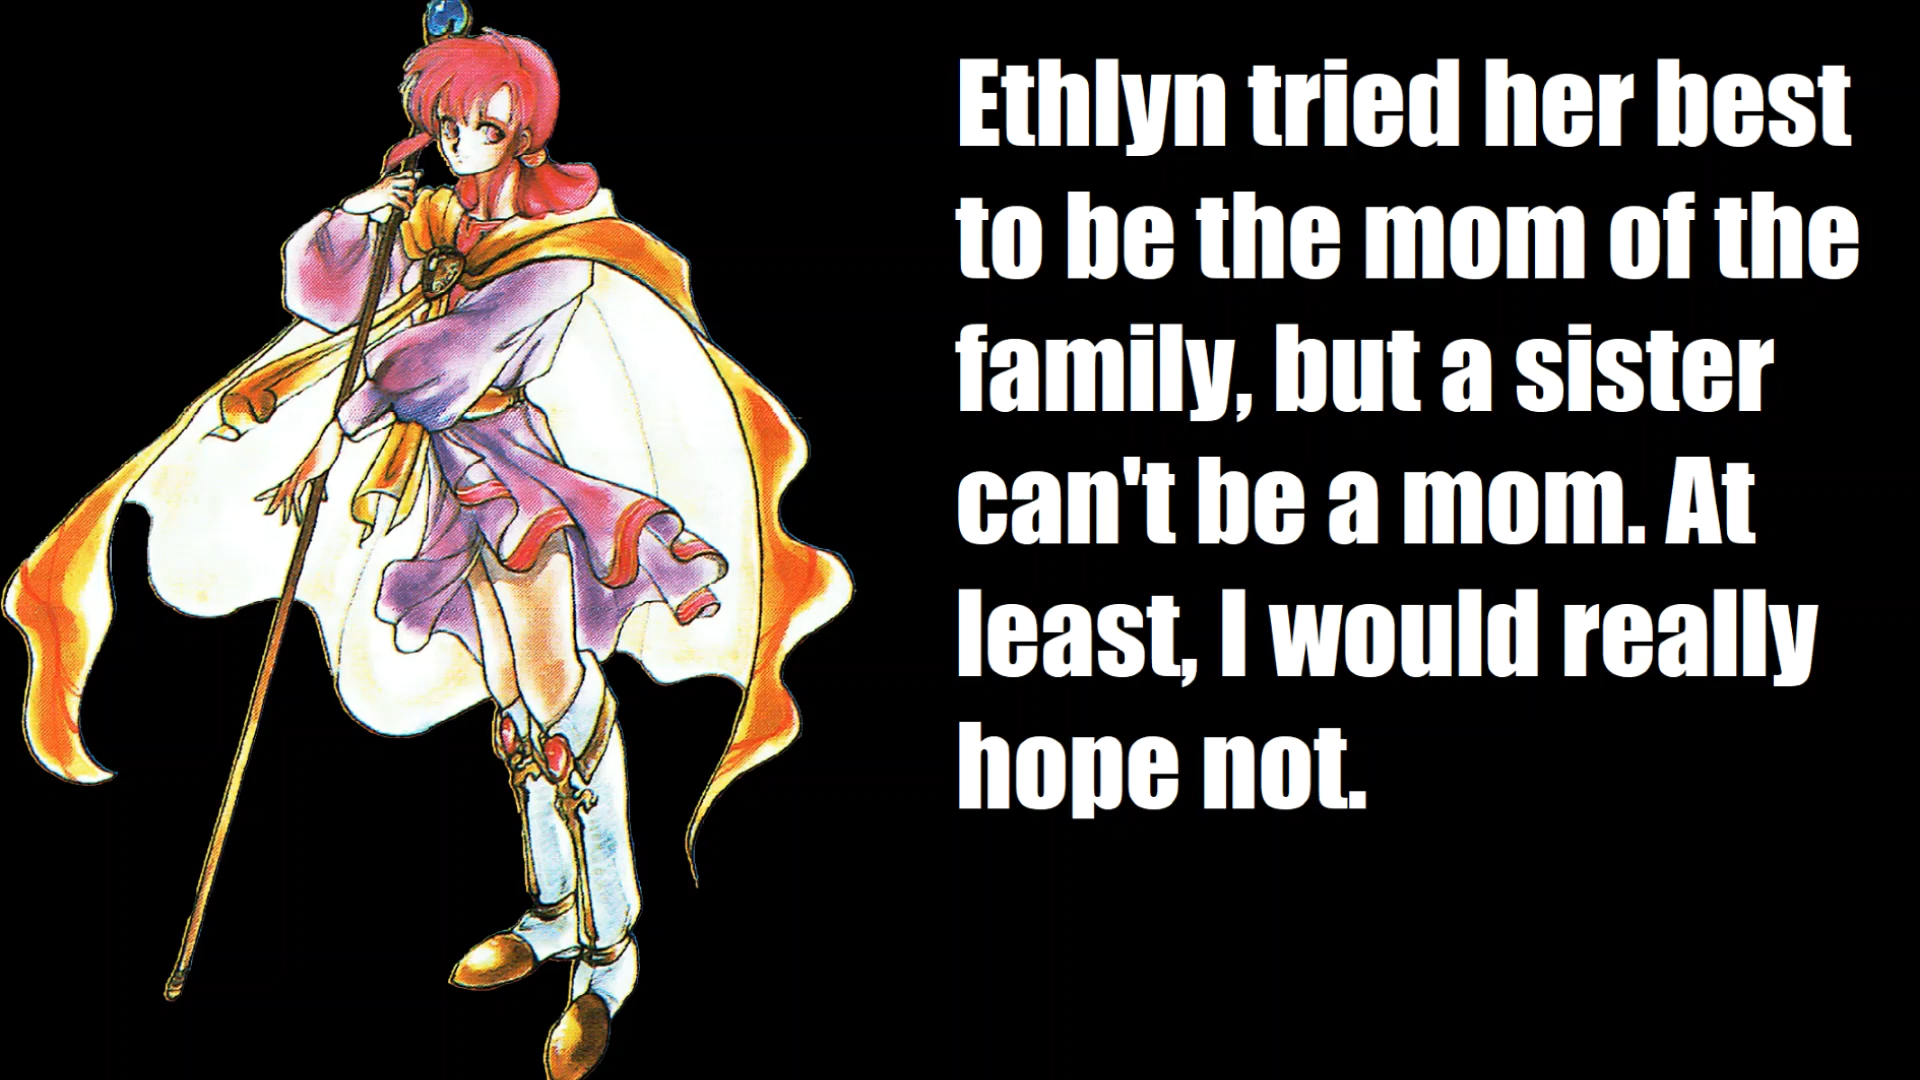 Ethlyn tried her best
to be the mom of the
family, but a sister
can't be a mom. At
least, I would really
hope not.